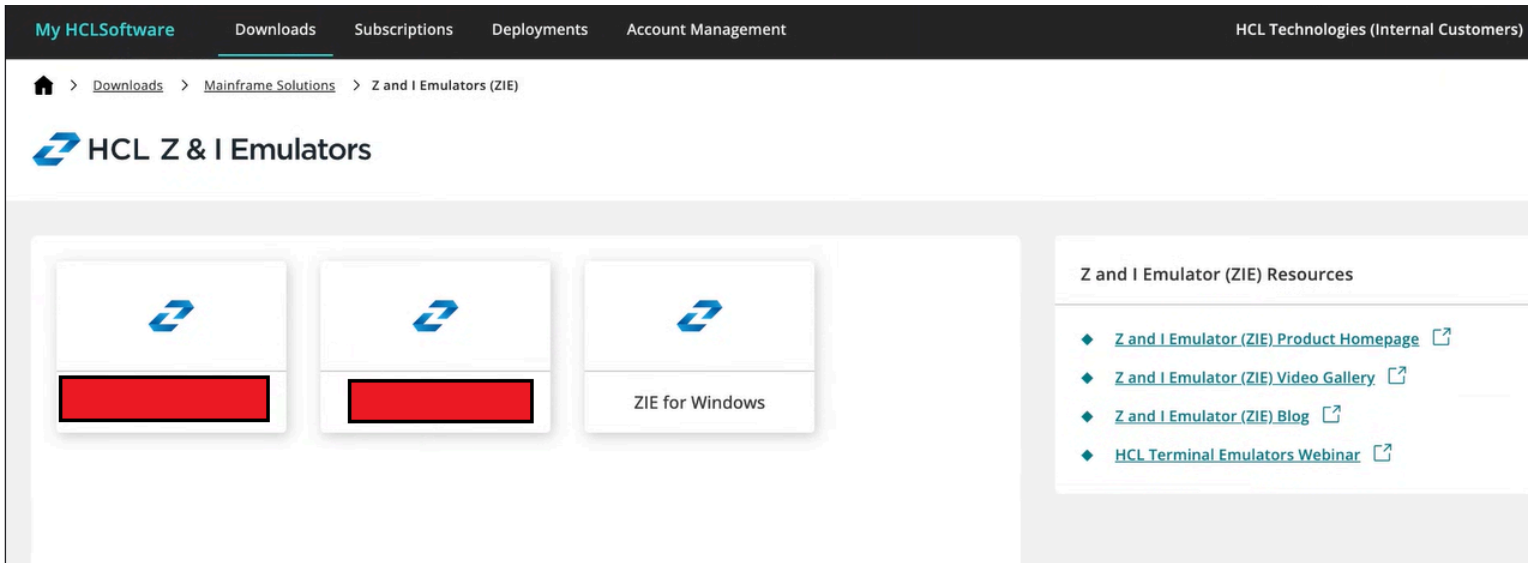 My HCLSoftware Downloads Subscriptions Deployments Account Management HCL Technologies (Internal Customers)
> Downloads > Mainframe Solutions > Z and I Emulators (ZIE)
HCL Z & I Emulators
ZIE for Windows
Z and I Emulator (ZIE) Resources
Z and I Emulator (ZIE) Product Homepage
Z and I Emulator (ZIE) Video Gallery
Z and I Emulator (ZIE) Blog
HCL Terminal Emulators Webinar